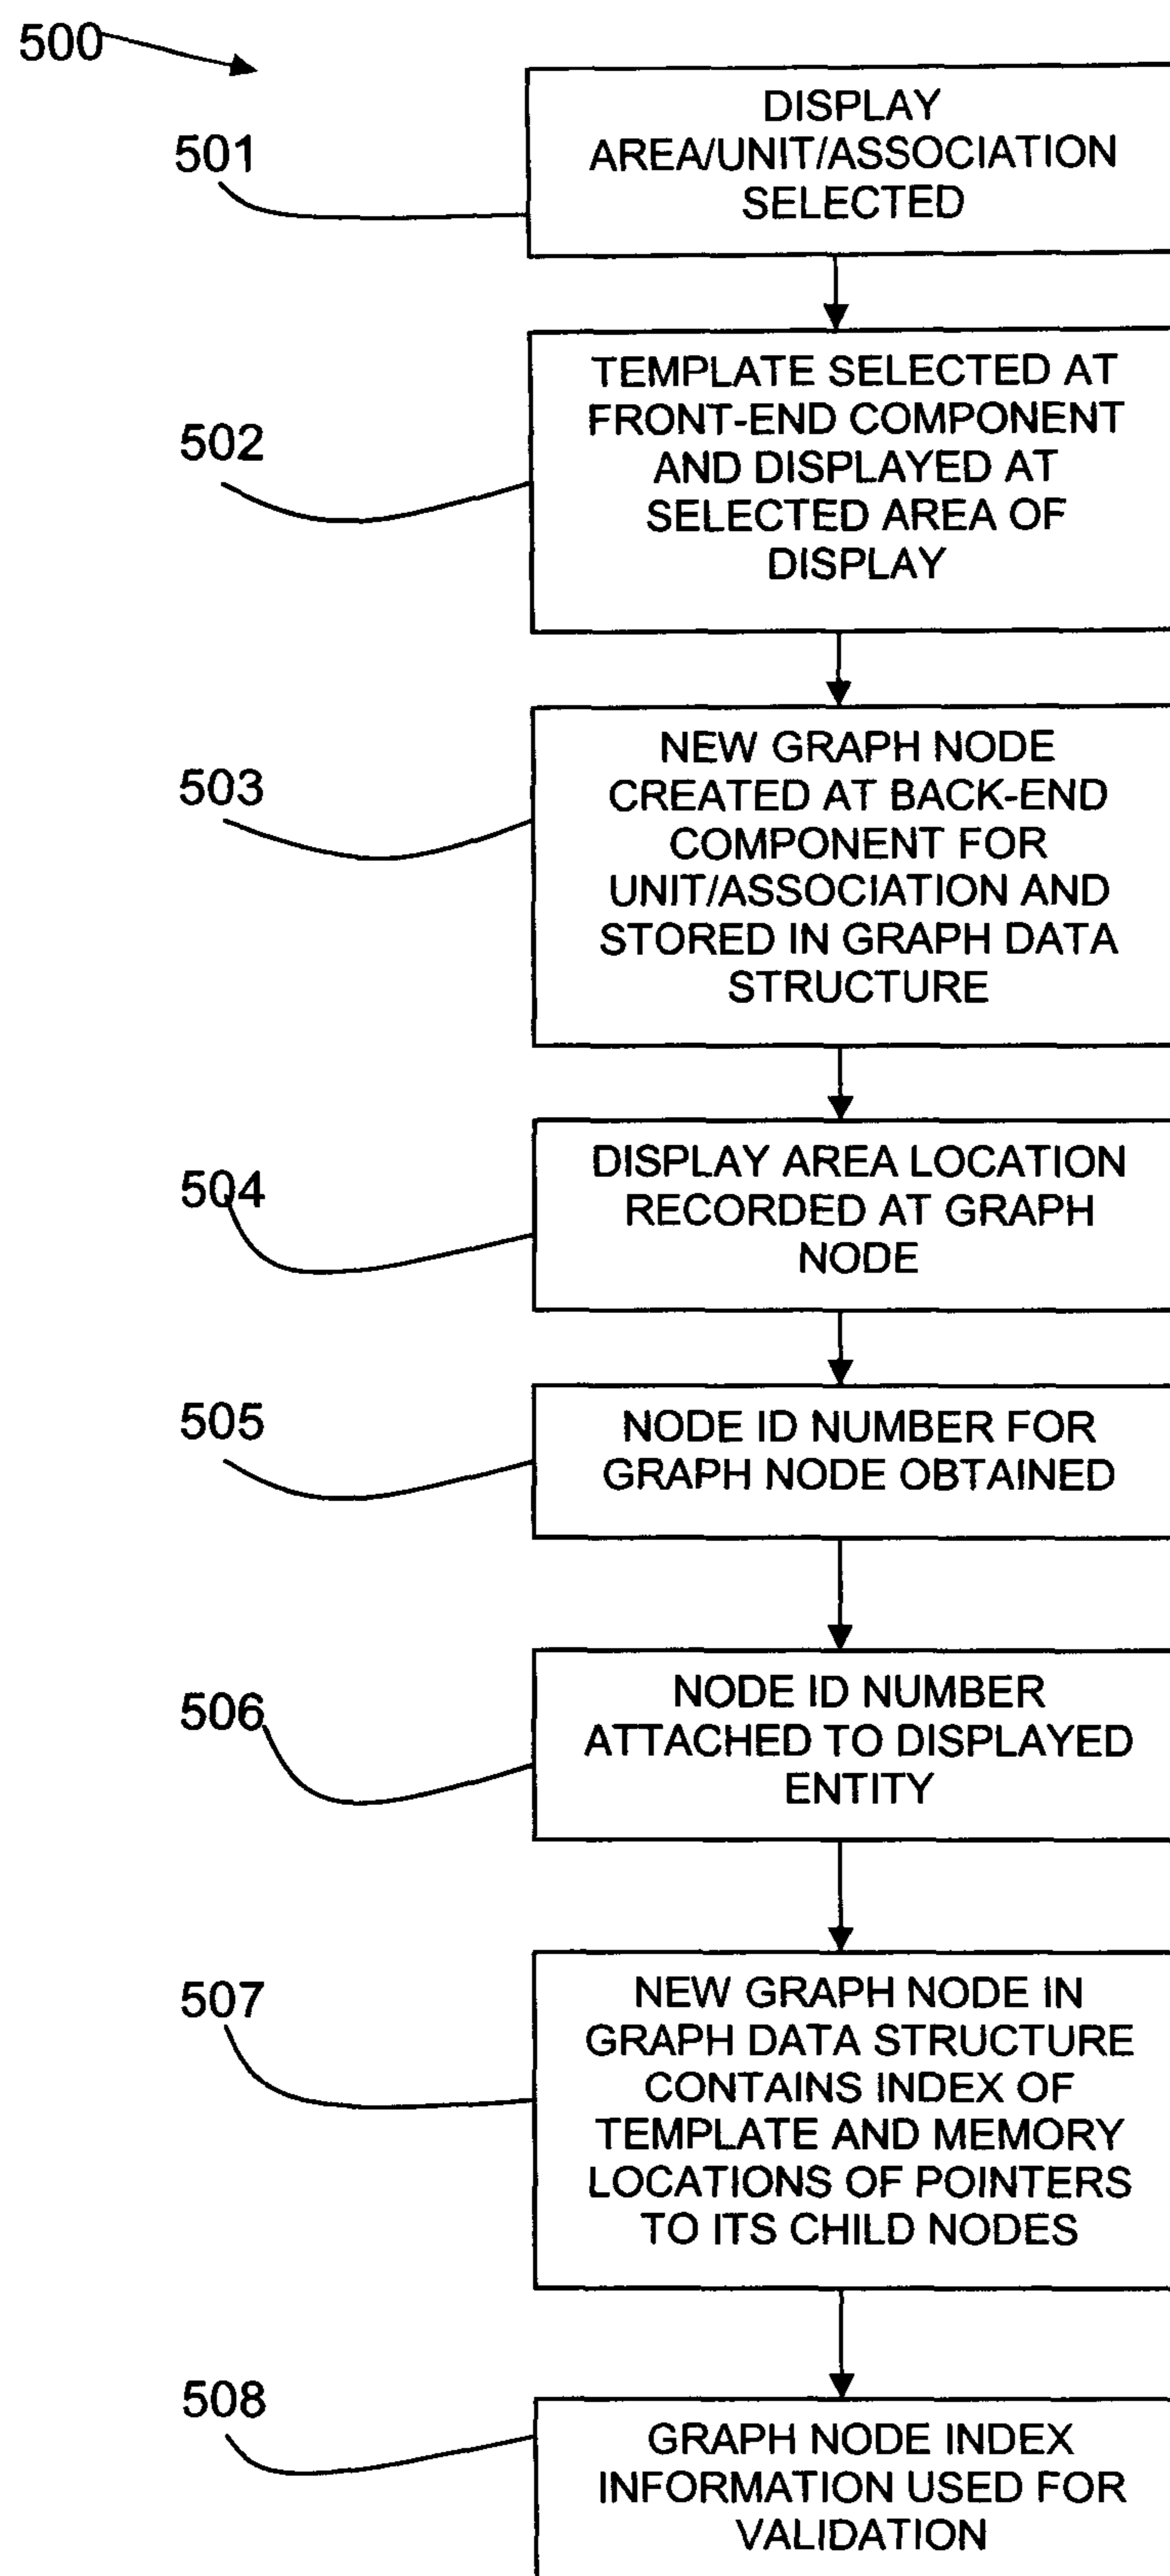 500
501
DISPLAY
AREA/UNIT/ASSOCIATION
SELECTED
502
TEMPLATE SELECTED AT
FRONT-END COMPONENT
AND DISPLAYED AT
SELECTED AREA OF
DISPLAY
503
NEW GRAPH NODE
CREATED AT BACK-END
COMPONENT FOR
UNIT/ASSOCIATION AND
STORED IN GRAPH DATA
STRUCTURE
504
DISPLAY AREA LOCATION
RECORDED AT GRAPH
NODE
505
NODE ID NUMBER FOR
GRAPH NODE OBTAINED
506
NODE ID NUMBER
ATTACHED TO DISPLAYED
ENTITY
507
NEW GRAPH NODE IN
GRAPH DATA STRUCTURE
CONTAINS INDEX OF
TEMPLATE AND MEMORY
LOCATIONS OF POINTERS
TO ITS CHILD NODES
508
GRAPH NODE INDEX
INFORMATION USED FOR
VALIDATION